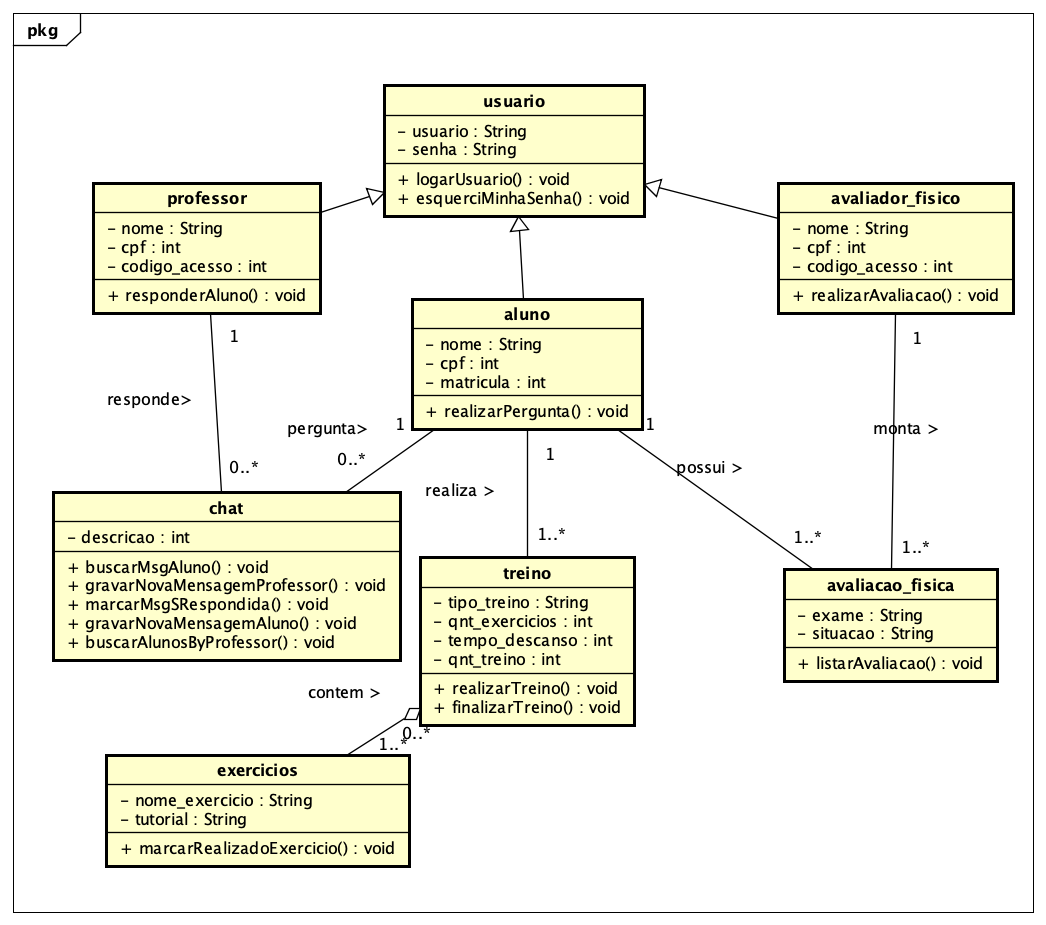 pkg
usuario
- usuario : String
- senha : String
+ logarUsuario() : void
+ esquerciMinhaSenha() : void
professor
- nome : String
- cpf : int
- codigo_acesso : int
+ responderAluno() : void
avaliador_fisico
- nome : String
- cpf : int
- codigo_acesso : int
+ realizarAvaliacao() : void
aluno
- nome : String
- cpf : int
- matricula : int
+ realizarPergunta() : void
1
responde>
0..*
1
pergunta>
0..*
1
realiza >
1..*
1
possui >
1..*
1
monta >
1..*
chat
- descricao : int
+ buscarMsgAluno() : void
+ gravarNovaMensagemProfessor() : void
+ marcarMsgSRespondida() : void
+ gravarNovaMensagemAluno() : void
+ buscarAlunosByProfessor() : void
treino
- tipo_treino : String
- qnt_exercicios : int
- tempo_descanso : int
- qnt_treino : int
+ realizarTreino() : void
+ finalizarTreino() : void
avaliacao_fisica
- exame : String
- situacao : String
+ listarAvaliacao() : void
contem >
0..*
1..*
exercicios
- nome_exercicio : String
- tutorial : String
+ marcarRealizadoExercicio() : void